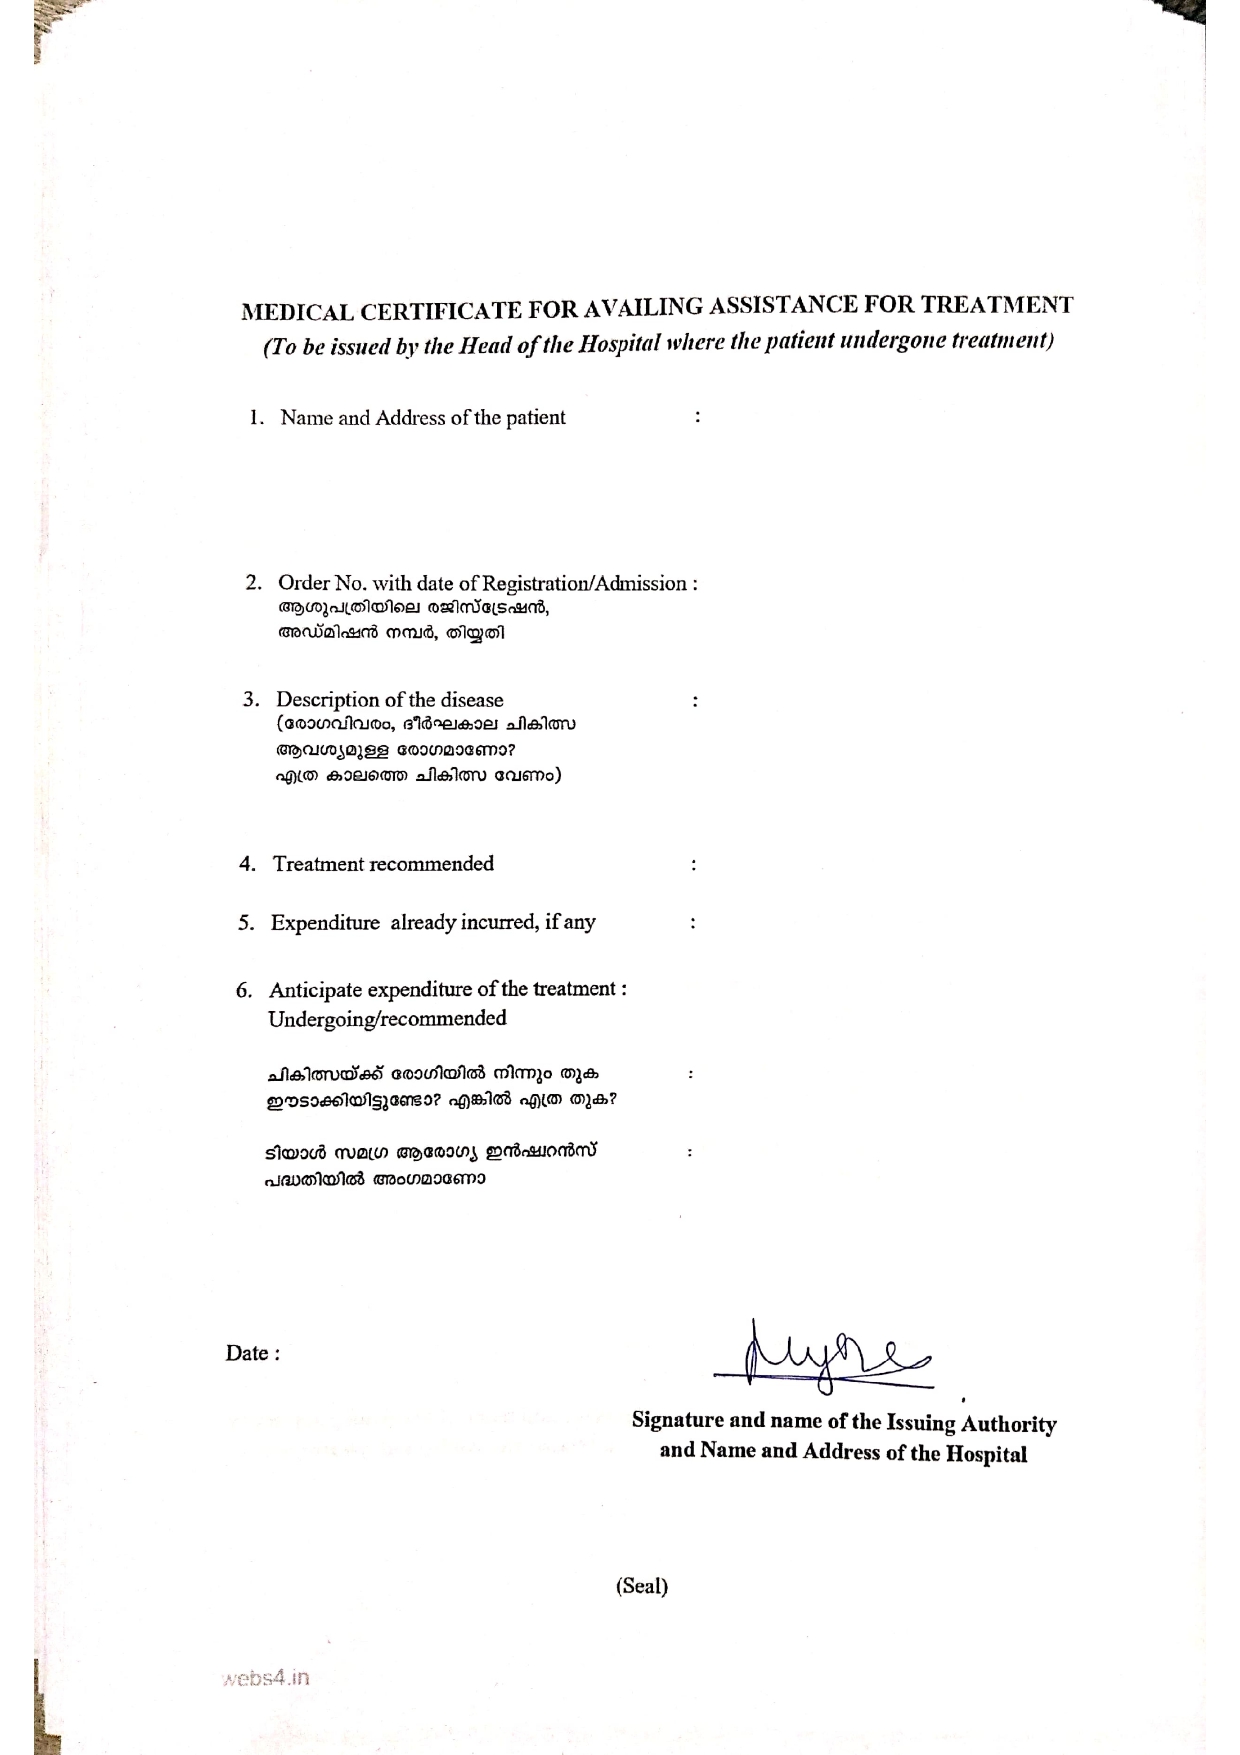 MEDICAL CERTIFICATE FOR AVAILING ASSISTANCE FOR TREATMENT
(To be issued by the Head of the Hospital where the patient undergone treatment)
1. Name and Address of the patient :
2. Order No. with date of Registration/Admission :
ആശുപത്രിയിലെ രജിസ്ട്രേഷൻ,
അഡ്മിഷൻ നമ്പർ, തിയ്യതി
3. Description of the disease :
(രോഗവിവരം, ദീർഘകാല ചികിത്സ
ആവശ്യമുള്ള രോഗമാണോ?
എത്ര കാലത്തെ ചികിത്സ വേണം)
4. Treatment recommended :
5. Expenditure already incurred, if any :
6. Anticipate expenditure of the treatment :
Undergoing/recommended
ചികിത്സയ്ക്ക് രോഗിയിൽ നിന്നും തുക :
ഈടാക്കിയിട്ടുണ്ടോ? എങ്കിൽ എത്ര തുക?
ടിയാൾ സമഗ്ര ആരോഗ്യ ഇൻഷ്വറൻസ് :
പദ്ധതിയിൽ അംഗമാണോ
Date :
Signature and name of the Issuing Authority
and Name and Address of the Hospital
(Seal)
webs4.in